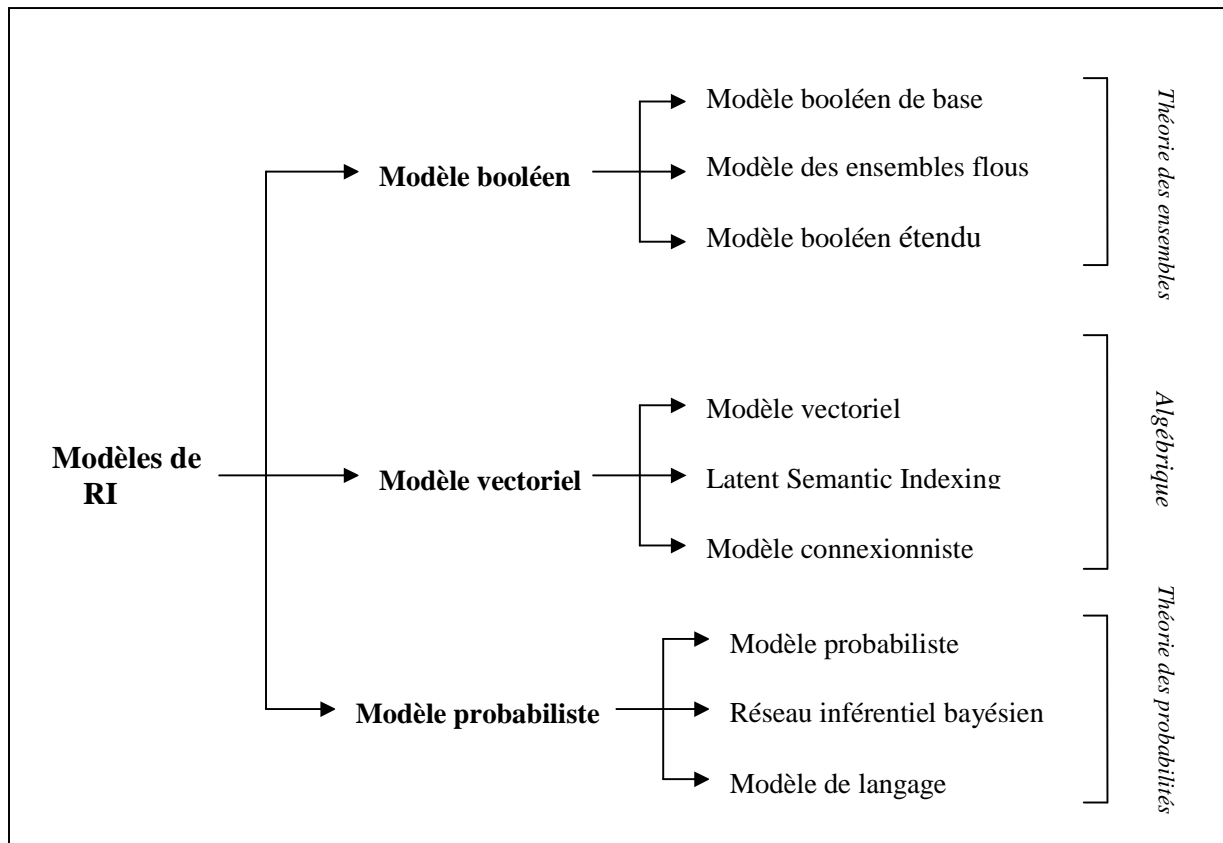 Modèles de
RI
Modèle booléen
Modèle booléen de base
Modèle des ensembles flous
Modèle booléen étendu
Théorie des ensembles
Modèle vectoriel
Modèle vectoriel
Latent Semantic Indexing
Modèle connexionniste
Algébrique
Modèle probabiliste
Modèle probabiliste
Réseau inférentiel bayésien
Modèle de langage
Théorie des probabilités